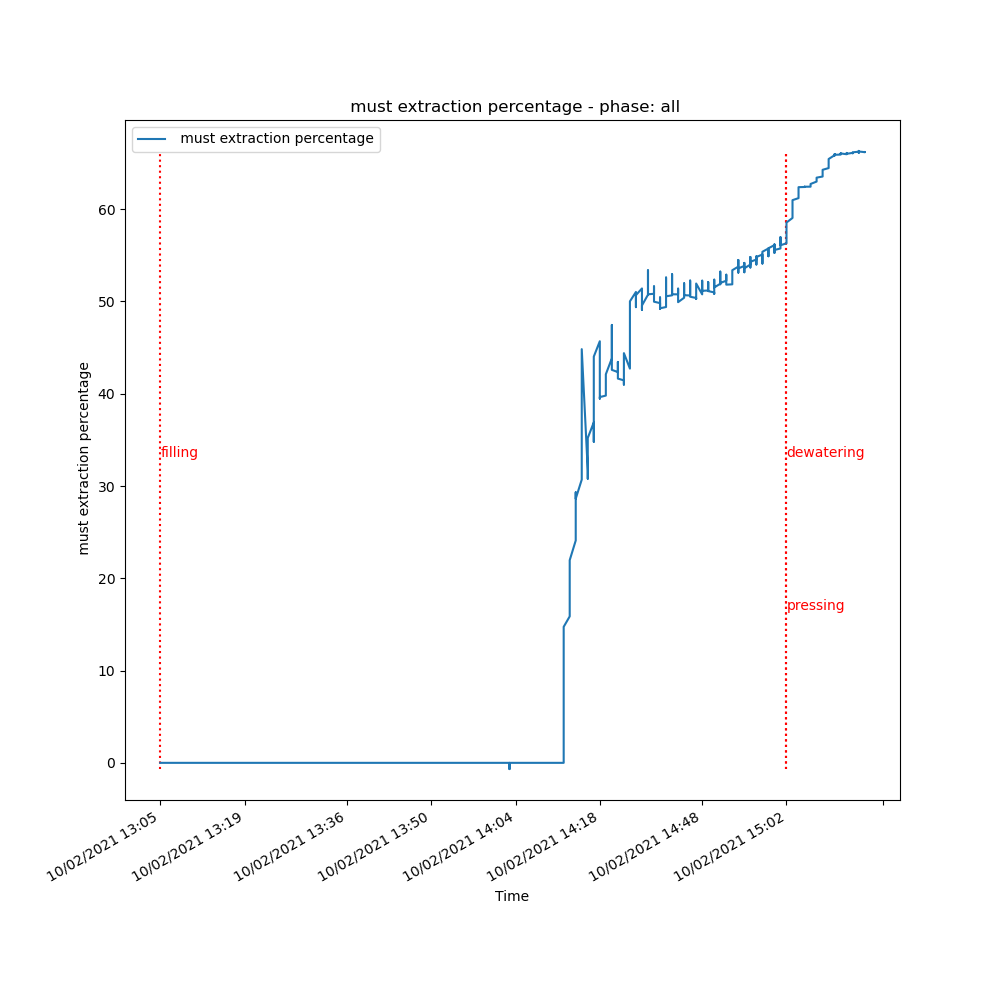 must extraction percentage - phase: all
must extraction percentage
60
50
40
30
20
10
0
must extraction percentage
filling
dewatering
pressing
10/02/2021 13:05
10/02/2021 13:19
10/02/2021 13:36
10/02/2021 13:50
10/02/2021 14:04
10/02/2021 14:18
10/02/2021 14:48
10/02/2021 15:02
Time